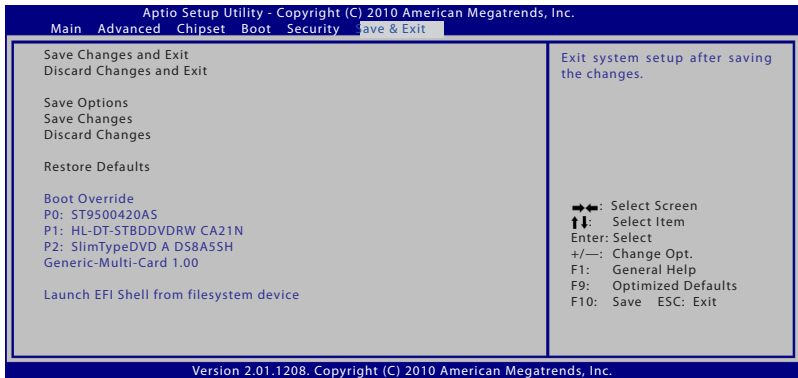 Aptio Setup Utility - Copyright (C) 2010 American Megatrends, Inc.
Main Advanced Chipset Boot Security Save & Exit
Save Changes and Exit
Discard Changes and Exit
Save Options
Save Changes
Discard Changes
Restore Defaults
Boot Override
P0: ST9500420AS
P1: HL-DT-STBDDVDRW CA21N
P2: SlimTypeDVD A DS8A5SH
Generic-Multi-Card 1.00
Launch EFI Shell from filesystem device
Exit system setup after saving
the changes.
→←: Select Screen
↑↓: Select Item
Enter: Select
+/—: Change Opt.
F1: General Help
F9: Optimized Defaults
F10: Save ESC: Exit
Version 2.01.1208. Copyright (C) 2010 American Megatrends, Inc.